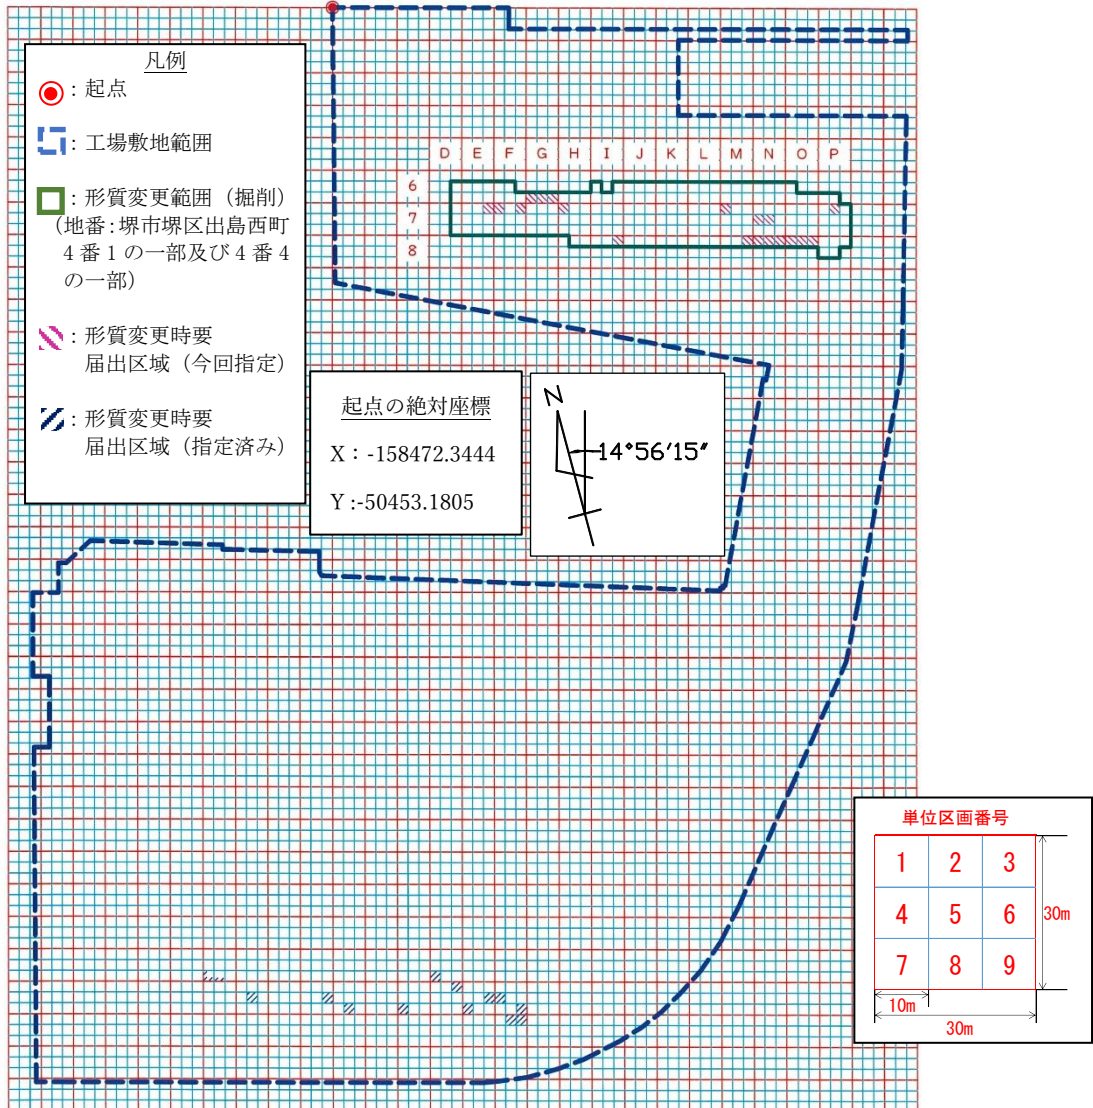 凡例
：起点
：工場敷地範囲
：形質変更範囲（掘削）
（地番：堺市堺区出島西町
４番１の一部及び４番４
の一部）
：形質変更時要
届出区域（今回指定）
：形質変更時要
届出区域（指定済み）
D E F G H I J K L M N O P
6
7
8
起点の絶対座標
X：-158472.3444
Y:-50453.1805
N
14°56′15″
単位区画番号
1 2 3
4 5 6
7 8 9
30m
10m
30m